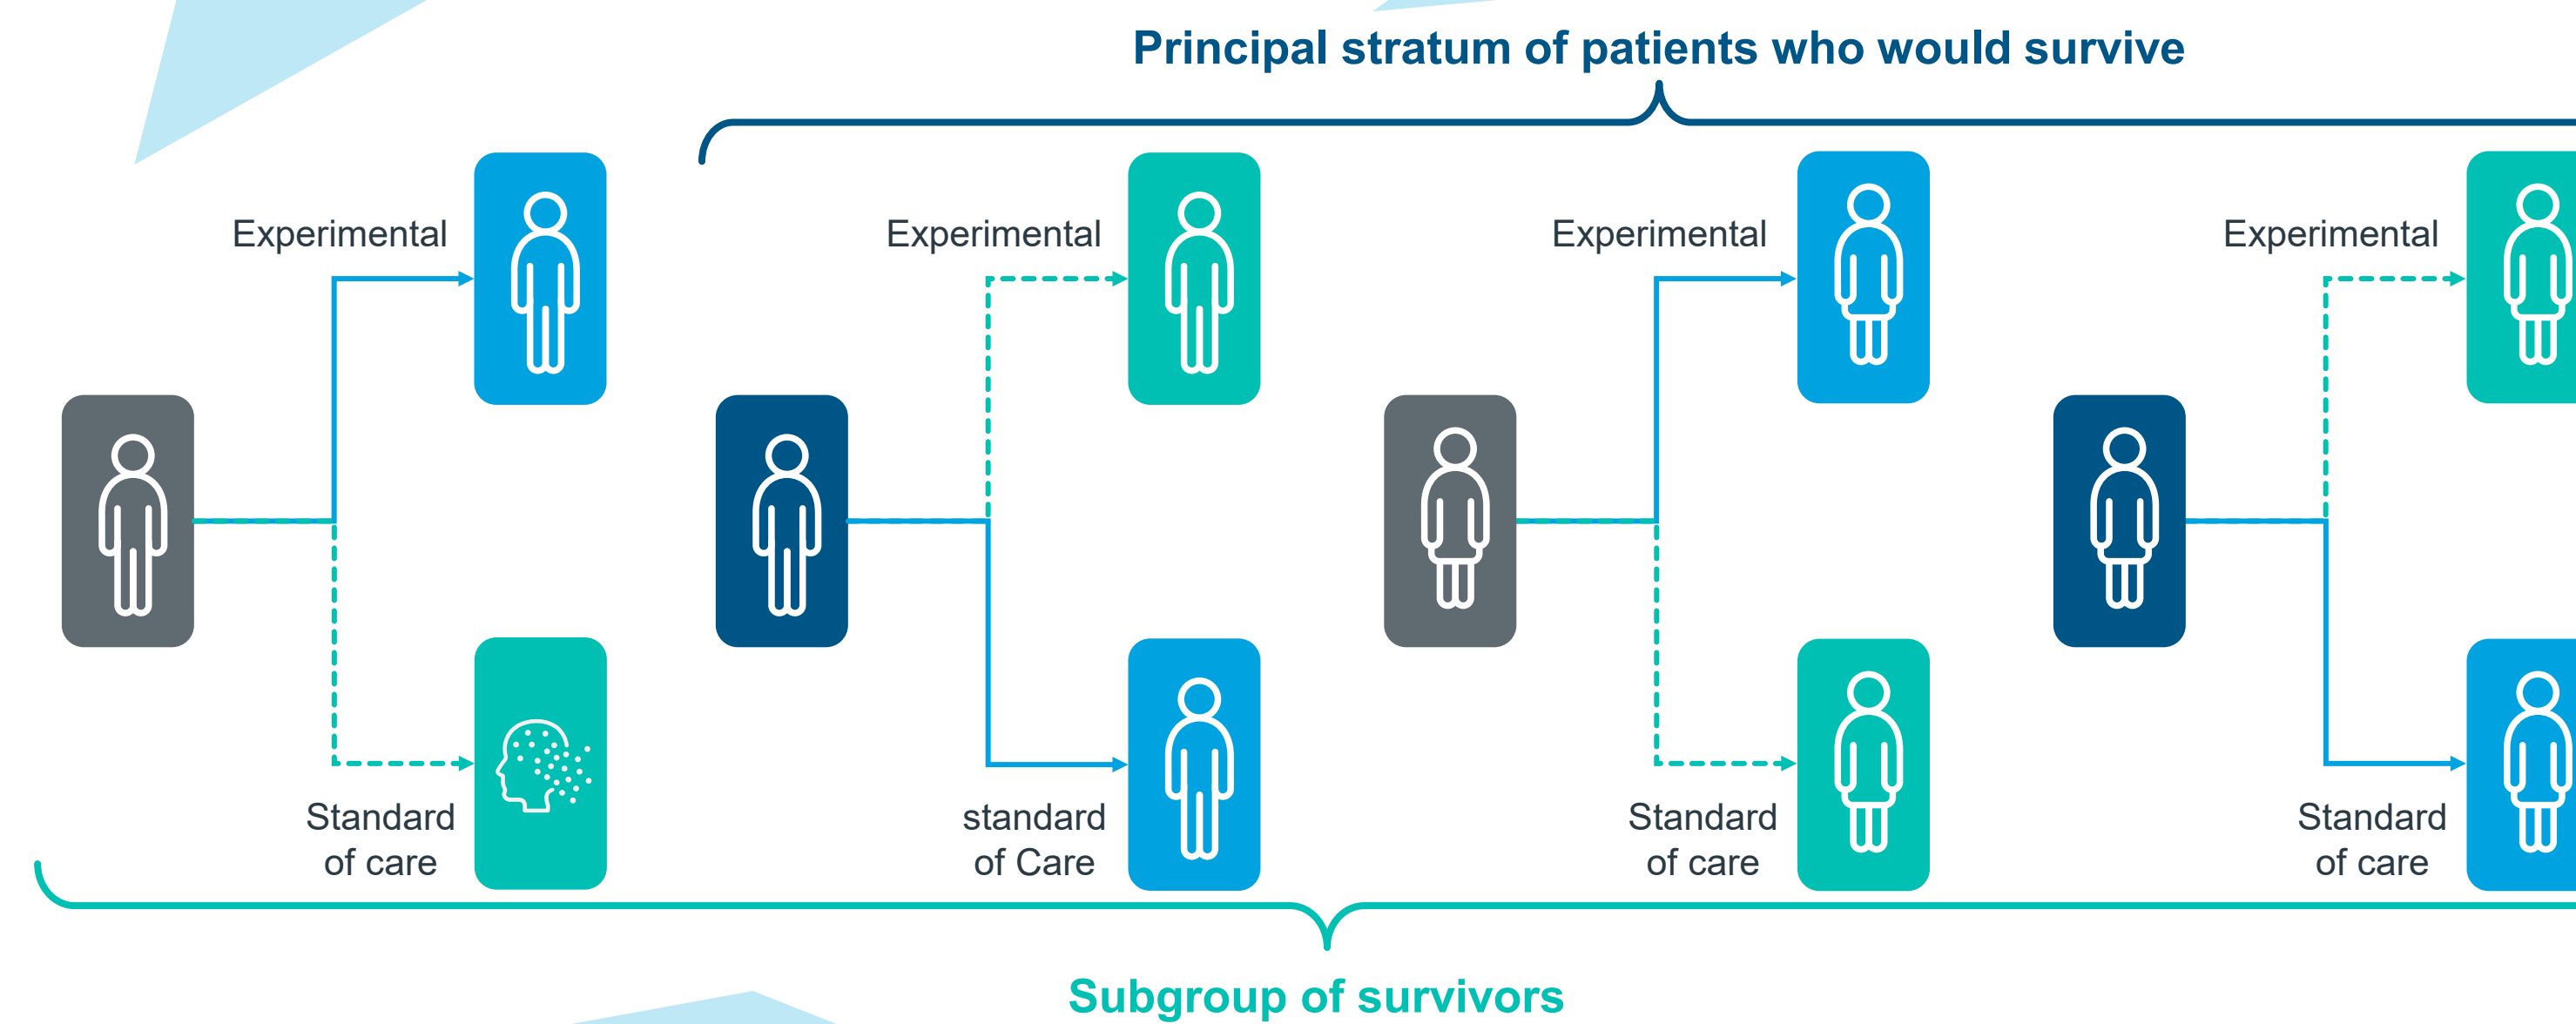 Principal stratum of patients who would survive
Experimental
Experimental
Experimental
Experimental
Standard
of care
standard
of Care
Standard
of care
Standard
of care
Subgroup of survivors